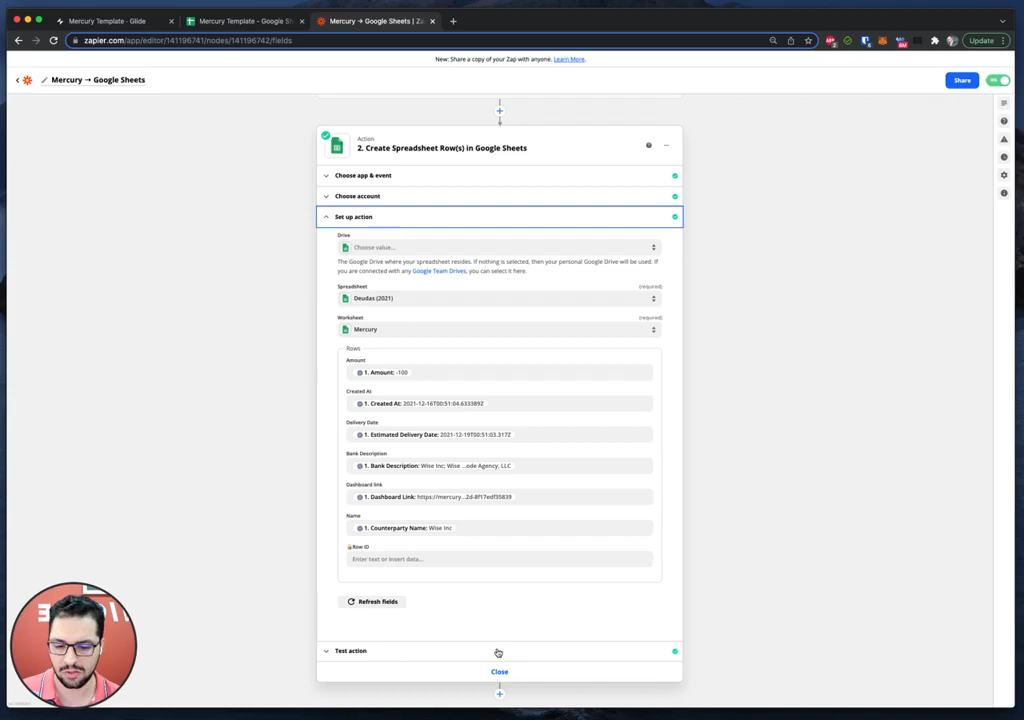 Mercury Template - Glide
Mercury Template - Google Sh
Mercury → Google Sheets | Za
zapier.com/app/editor/141196741/nodes/141196742/fields
Update
New: Share a copy of your Zap with anyone. Learn More.
Mercury → Google Sheets
Share
Action
2. Create Spreadsheet Row(s) in Google Sheets
Choose app & event
Choose account
Set up action
Drive
Choose value...
The Google Drive where your spreadsheet resides. If nothing is selected, then your personal Google Drive will be used. If
you are connected with any Google Team Drives, you can select it here.
Spreadsheet (required)
Deudas (2021)
Worksheet (required)
Mercury
Rows
Amount
1. Amount: -100
Created At
1. Created At: 2021-12-16T00:51:04.633389Z
Delivery Date
1. Estimated Delivery Date: 2021-12-19T00:51:03.317Z
Bank Description
1. Bank Description: Wise Inc; Wise ...ode Agency, LLC
Dashboard link
1. Dashboard Link: https://mercury...2d-8f17edf35839
Name
1. Counterparty Name: Wise Inc
🔒Row ID
Enter text or insert data...
Refresh fields
Test action
Close